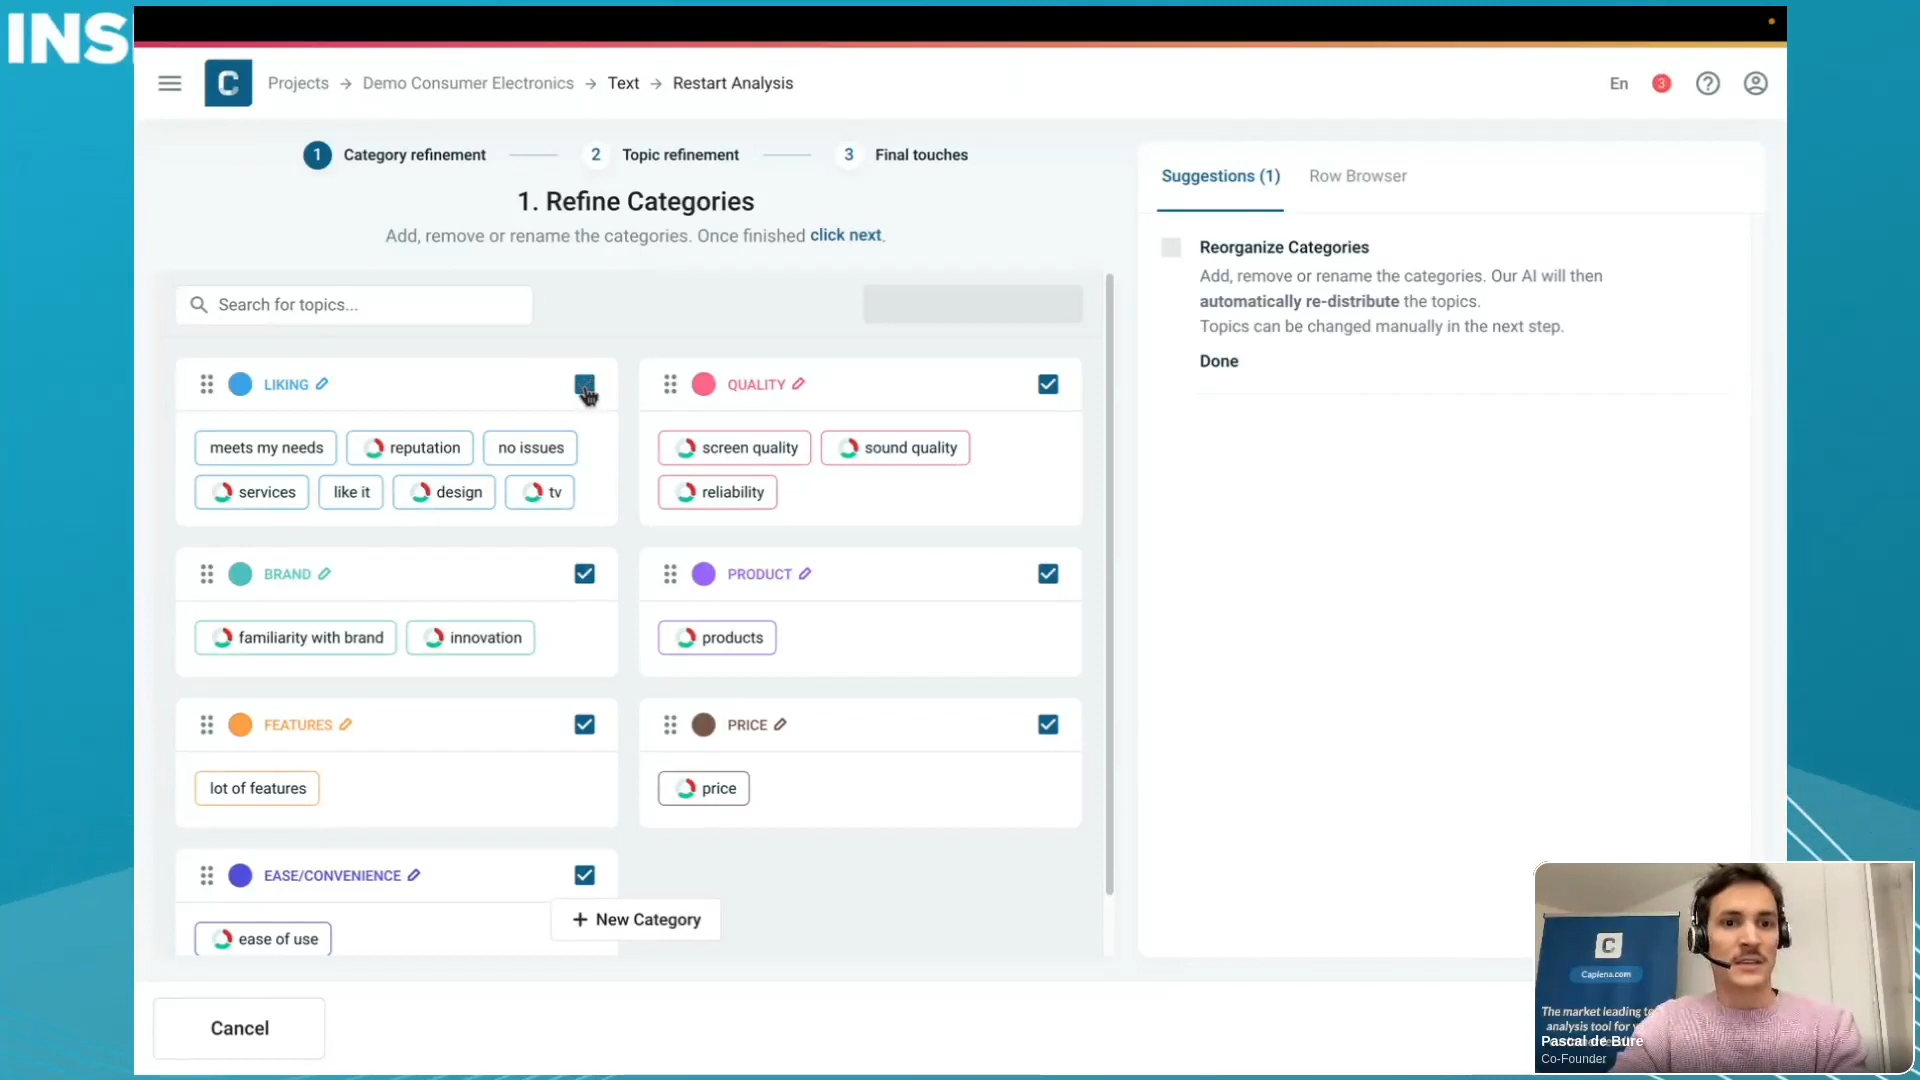 INS
C Projects → Demo Consumer Electronics → Text → Restart Analysis
En 3 ?
1 Category refinement 2 Topic refinement 3 Final touches
1. Refine Categories
Add, remove or rename the categories. Once finished click next.
Search for topics...
LIKING
meets my needs reputation no issues
services like it design tv
QUALITY
screen quality sound quality
reliability
BRAND
familiarity with brand innovation
PRODUCT
products
FEATURES
lot of features
PRICE
price
EASE/CONVENIENCE
ease of use
+ New Category
Cancel
Suggestions (1) Row Browser
Reorganize Categories
Add, remove or rename the categories. Our AI will then
automatically re-distribute the topics.
Topics can be changed manually in the next step.
Done
C
Caplena.com
The market leading
analysis tool for
Pascal de Bure
Co-Founder